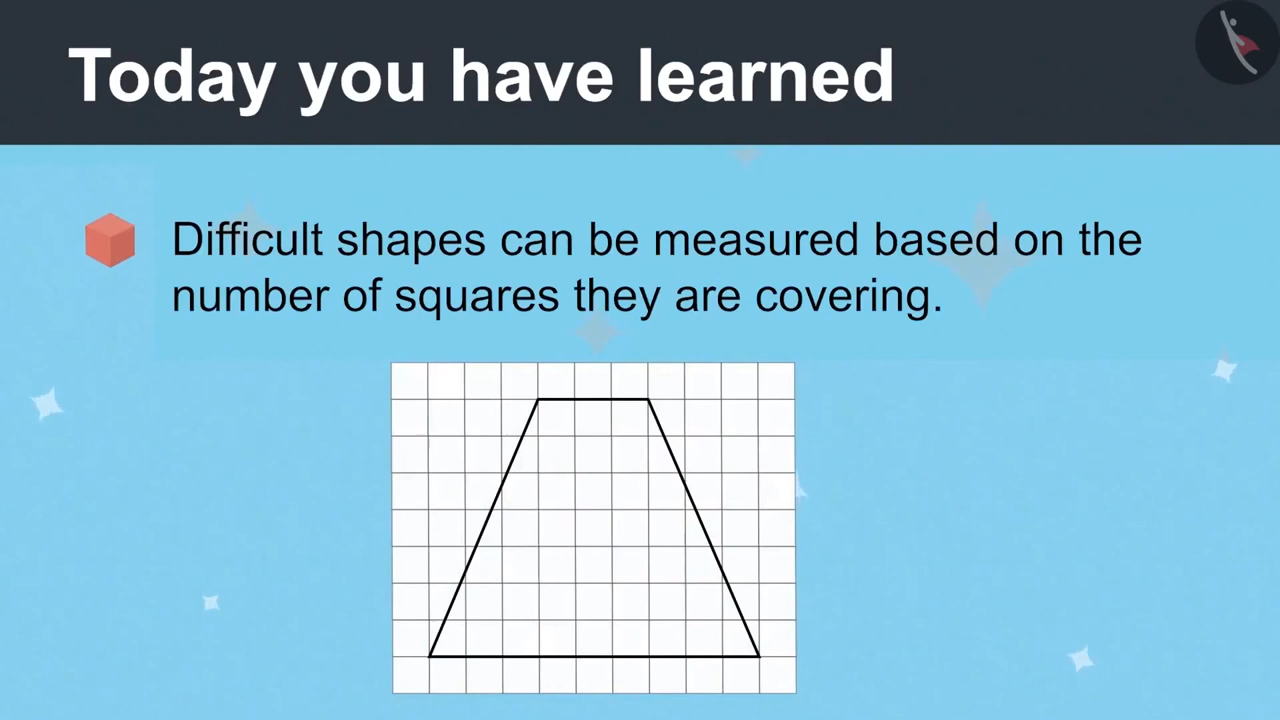 Today you have learned
Difficult shapes can be measured based on the
number of squares they are covering.